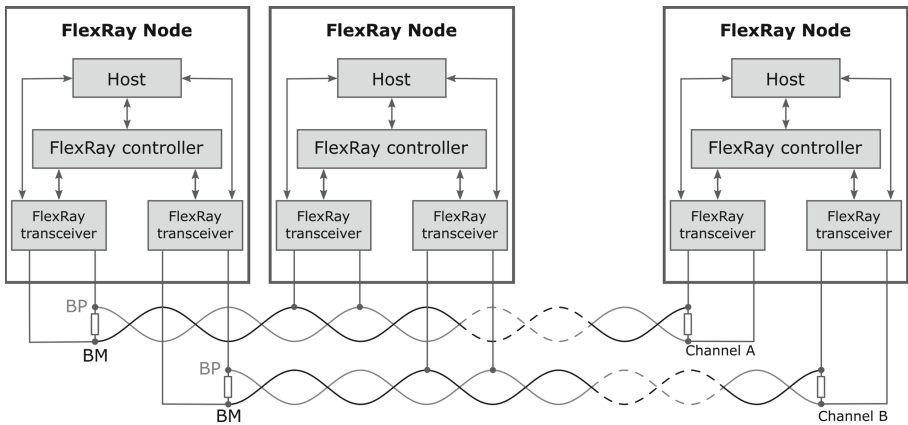 FlexRay Node
Host
FlexRay controller
FlexRay
transceiver
FlexRay
transceiver
FlexRay Node
Host
FlexRay controller
FlexRay
transceiver
FlexRay
transceiver
FlexRay Node
Host
FlexRay controller
FlexRay
transceiver
FlexRay
transceiver
BP
BM
Channel A
BP
BM
Channel B